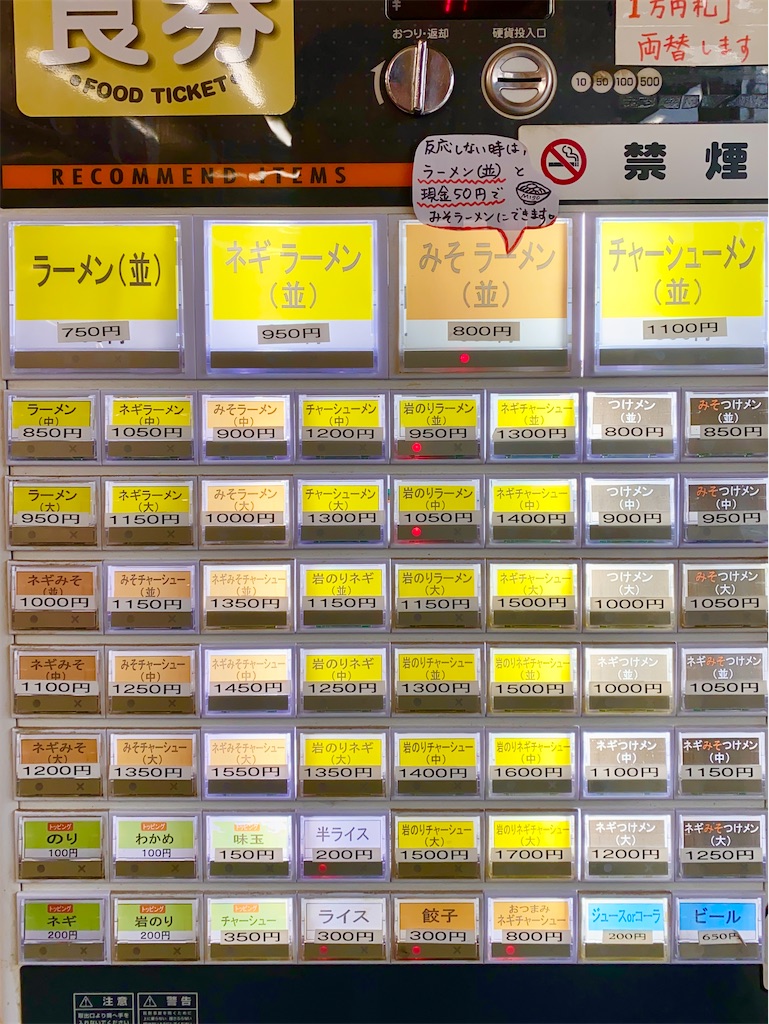 食券
•FOOD TICKET•
おつり・返却
硬貨投入口
10 50 100 500
1万円札」
両替します
RECOMMEND ITEMS
反応しない時は、
ラーメン(並)と
現金50円で
みそラーメンにできます。
MISO
禁煙
ラーメン(並)
750円
ネギラーメン
(並)
950円
みそラーメン
(並)
800円
チャーシューメン
(並)
1100円
ラーメン
(中)
850円
ネギラーメン
(中)
1050円
みそラーメン
(中)
900円
チャーシューメン
(中)
1200円
岩のりラーメン
(並)
950円
ネギチャーシュー
(並)
1300円
つけメン
(並)
800円
みそつけメン
(並)
850円
ラーメン
(大)
950円
ネギラーメン
(大)
1150円
みそラーメン
(大)
1000円
チャーシューメン
(大)
1300円
岩のりラーメン
(中)
1050円
ネギチャーシュー
(中)
1400円
つけメン
(中)
900円
みそつけメン
(中)
950円
ネギみそ
(並)
1000円
みそチャーシュー
(並)
1150円
ネギみそチャーシュー
(並)
1350円
岩のりネギ
(並)
1150円
岩のりラーメン
(大)
1150円
ネギチャーシュー
(大)
1500円
つけメン
(大)
1000円
みそつけメン
(大)
1050円
ネギみそ
(中)
1100円
みそチャーシュー
(中)
1250円
ネギみそチャーシュー
(中)
1450円
岩のりネギ
(中)
1250円
岩のりチャーシュー
(並)
1300円
岩のりネギチャーシュー
(並)
1500円
ネギつけメン
(並)
1000円
ネギみそつけメン
(並)
1050円
ネギみそ
(大)
1200円
みそチャーシュー
(大)
1350円
ネギみそチャーシュー
(大)
1550円
岩のりネギ
(大)
1350円
岩のりチャーシュー
(中)
1400円
岩のりネギチャーシュー
(中)
1600円
ネギつけメン
(中)
1100円
ネギみそつけメン
(中)
1150円
トッピング
のり
100円
トッピング
わかめ
100円
トッピング
味玉
150円
半ライス
200円
岩のりチャーシュー
(大)
1500円
岩のりネギチャーシュー
(大)
1700円
ネギつけメン
(大)
1200円
ネギみそつけメン
(大)
1250円
トッピング
ネギ
200円
トッピング
岩のり
200円
トッピング
チャーシュー
350円
ライス
300円
餃子
300円
おつまみ
ネギチャーシュー
800円
ジュースorコーラ
200円
ビール
650円
注意
取出口より奥へ手を
入れないでください
警告